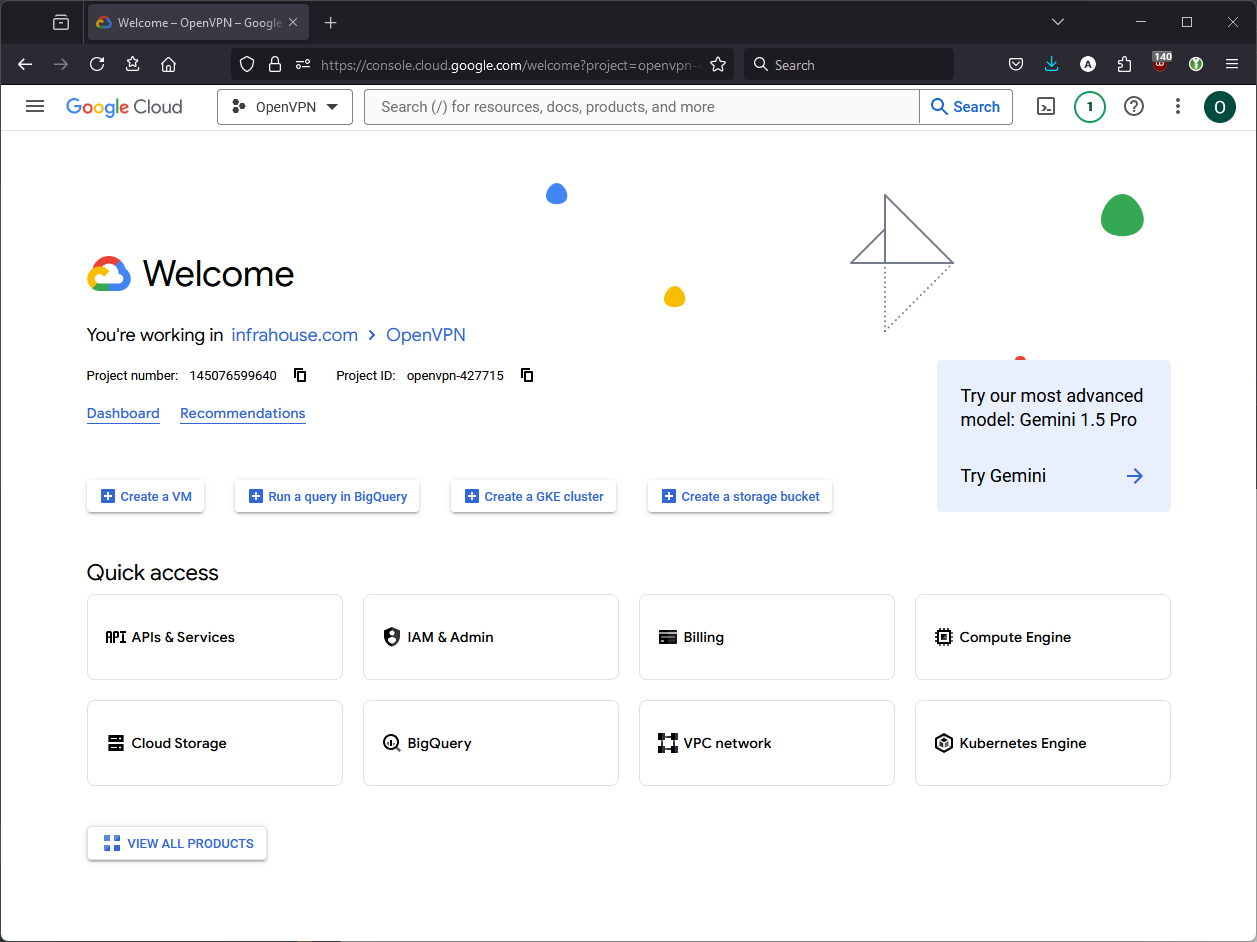 Welcome – OpenVPN – Google
https://console.cloud.google.com/welcome?project=openvpn-
Search
140
Google Cloud
OpenVPN
Search (/) for resources, docs, products, and more
Search
1
O
Welcome
You're working in infrahouse.com > OpenVPN
Project number: 145076599640 Project ID: openvpn-427715
Dashboard Recommendations
Try our most advanced
model: Gemini 1.5 Pro
Try Gemini
Create a VM
Run a query in BigQuery
Create a GKE cluster
Create a storage bucket
Quick access
API APIs & Services
IAM & Admin
Billing
Compute Engine
Cloud Storage
BigQuery
VPC network
Kubernetes Engine
VIEW ALL PRODUCTS